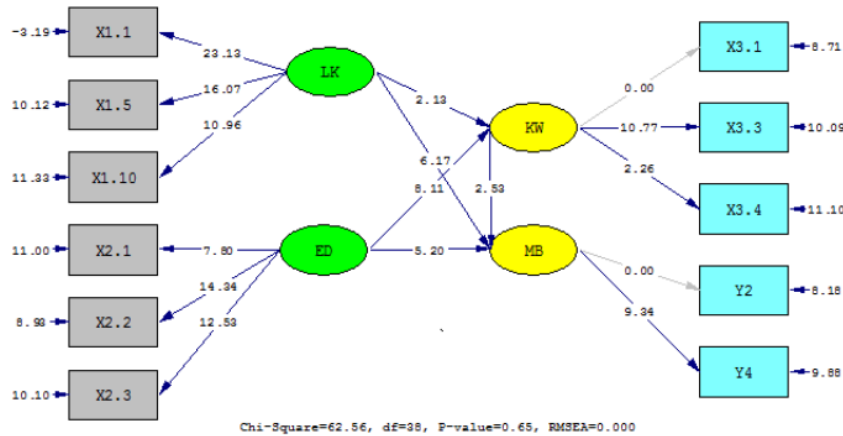 -3.19 X1.1 23.13 LK X3.1 8.71
10.12 X1.5 16.07 2.13 0.00
10.96 KW 10.77 X3.3 10.09
11.33 X1.10 6.17 2.26
8.11 2.53 X3.4 11.10
11.00 X2.1 7.80 ED 5.20 MB
14.34 0.00 Y2 8.18
8.93 X2.2 12.53 9.34
10.10 X2.3 Y4 9.88
Chi-Square=62.56, df=38, P-value=0.65, RMSEA=0.000